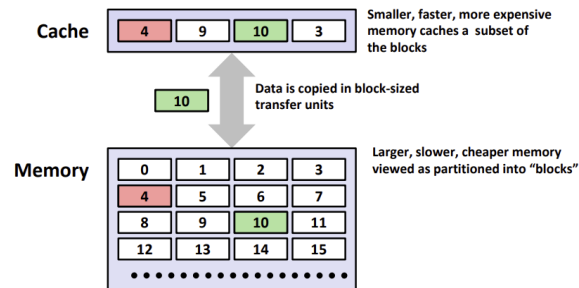 Cache
4 9 10 3
Smaller, faster, more expensive
memory caches a subset of
the blocks
10
Data is copied in block-sized
transfer units
Memory
0 1 2 3
4 5 6 7
8 9 10 11
12 13 14 15
Larger, slower, cheaper memory
viewed as partitioned into “blocks”